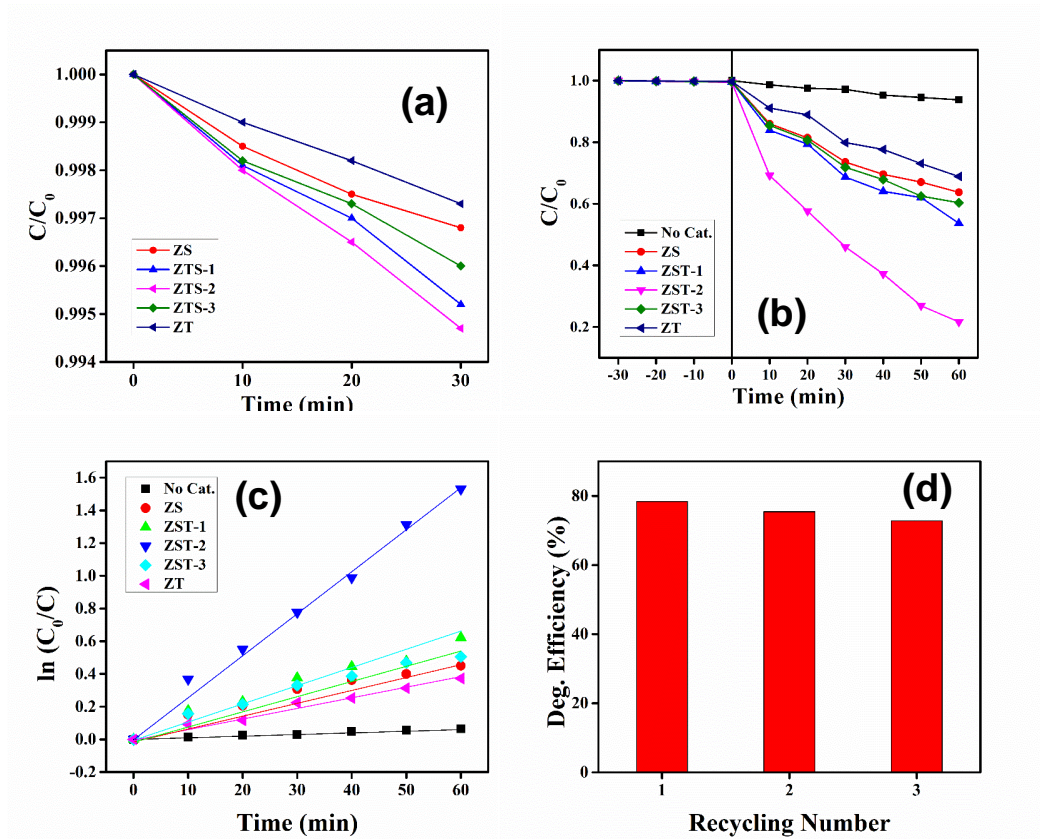 (a)
1.000
0.999
0.998
0.997
0.996
0.995
0.994
C/C0
ZS
ZTS-1
ZTS-2
ZTS-3
ZT
0 10 20 30
Time (min)
(b)
1.0
0.8
0.6
0.4
0.2
C/C0
No Cat.
ZS
ZST-1
ZST-2
ZST-3
ZT
-30 -20 -10 0 10 20 30 40 50 60
Time (min)
(c)
1.6
1.4
1.2
1.0
0.8
0.6
0.4
0.2
0.0
-0.2
ln (C0/C)
No Cat.
ZS
ZST-1
ZST-2
ZST-3
ZT
0 10 20 30 40 50 60
Time (min)
(d)
80
60
40
20
0
Deg. Efficiency (%)
1 2 3
Recycling Number